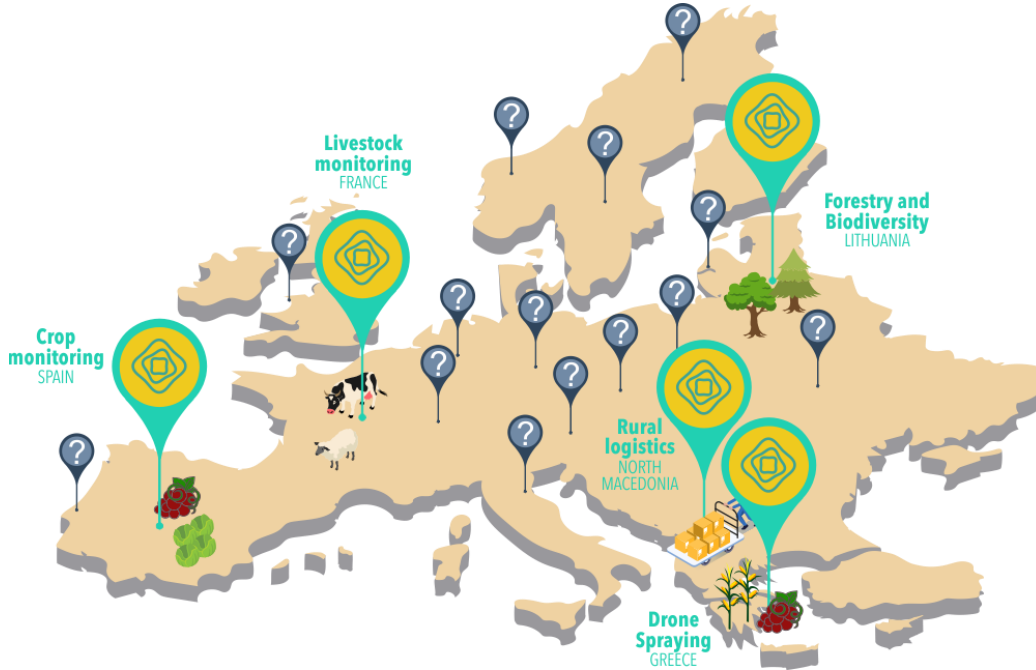 Livestock
monitoring
FRANCE
Forestry and
Biodiversity
LITHUANIA
Crop
monitoring
SPAIN
Rural
logistics
NORTH
MACEDONIA
Drone
Spraying
GREECE
?
?
?
?
?
?
?
?
?
?
?
?
?
?